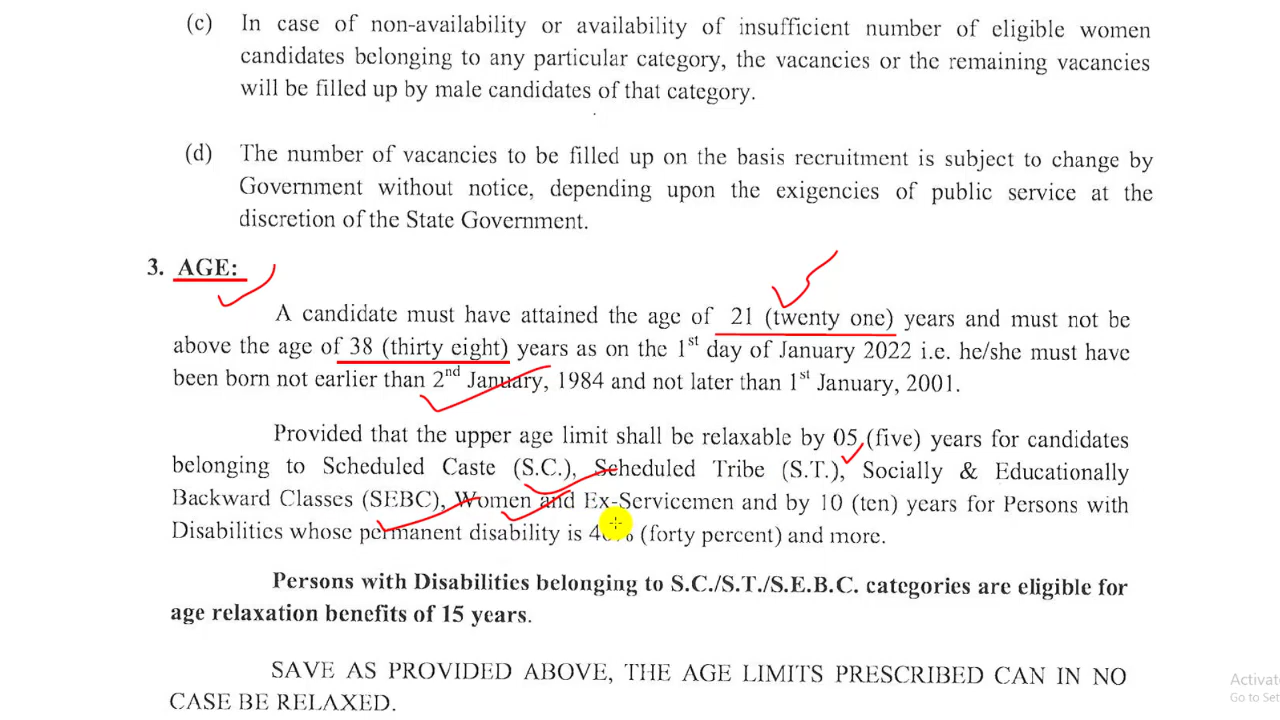 (c) In case of non-availability or availability of insufficient number of eligible women
candidates belonging to any particular category, the vacancies or the remaining vacancies
will be filled up by male candidates of that category.
(d) The number of vacancies to be filled up on the basis recruitment is subject to change by
Government without notice, depending upon the exigencies of public service at the
discretion of the State Government.
3. AGE:
A candidate must have attained the age of 21 (twenty one) years and must not be
above the age of 38 (thirty eight) years as on the 1st day of January 2022 i.e. he/she must have
been born not earlier than 2nd January, 1984 and not later than 1st January, 2001.
Provided that the upper age limit shall be relaxable by 05 (five) years for candidates
belonging to Scheduled Caste (S.C.), Scheduled Tribe (S.T.), Socially & Educationally
Backward Classes (SEBC), Women and Ex-Servicemen and by 10 (ten) years for Persons with
Disabilities whose permanent disability is 40% (forty percent) and more.
Persons with Disabilities belonging to S.C./S.T./S.E.B.C. categories are eligible for
age relaxation benefits of 15 years.
SAVE AS PROVIDED ABOVE, THE AGE LIMITS PRESCRIBED CAN IN NO
CASE BE RELAXED.
Activat
Go to Set